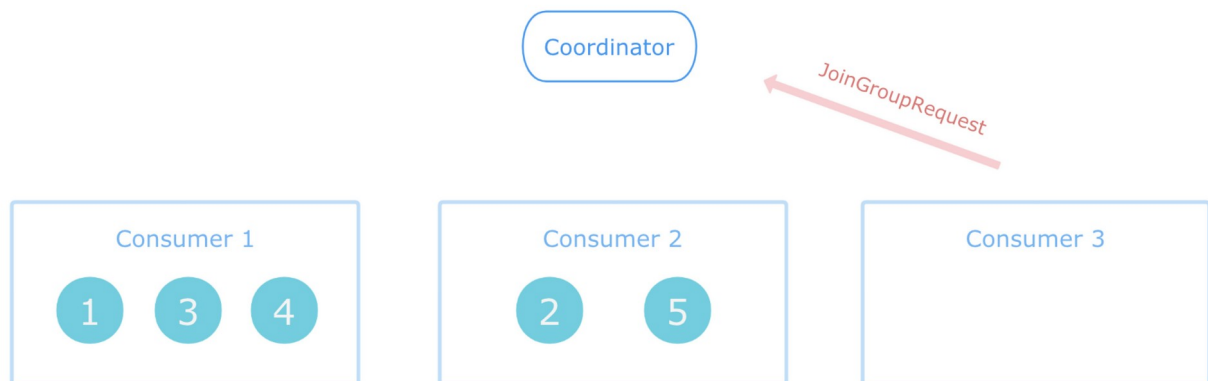 Coordinator
JoinGroupRequest
Consumer 1
Consumer 2
Consumer 3
1 3 4
2 5